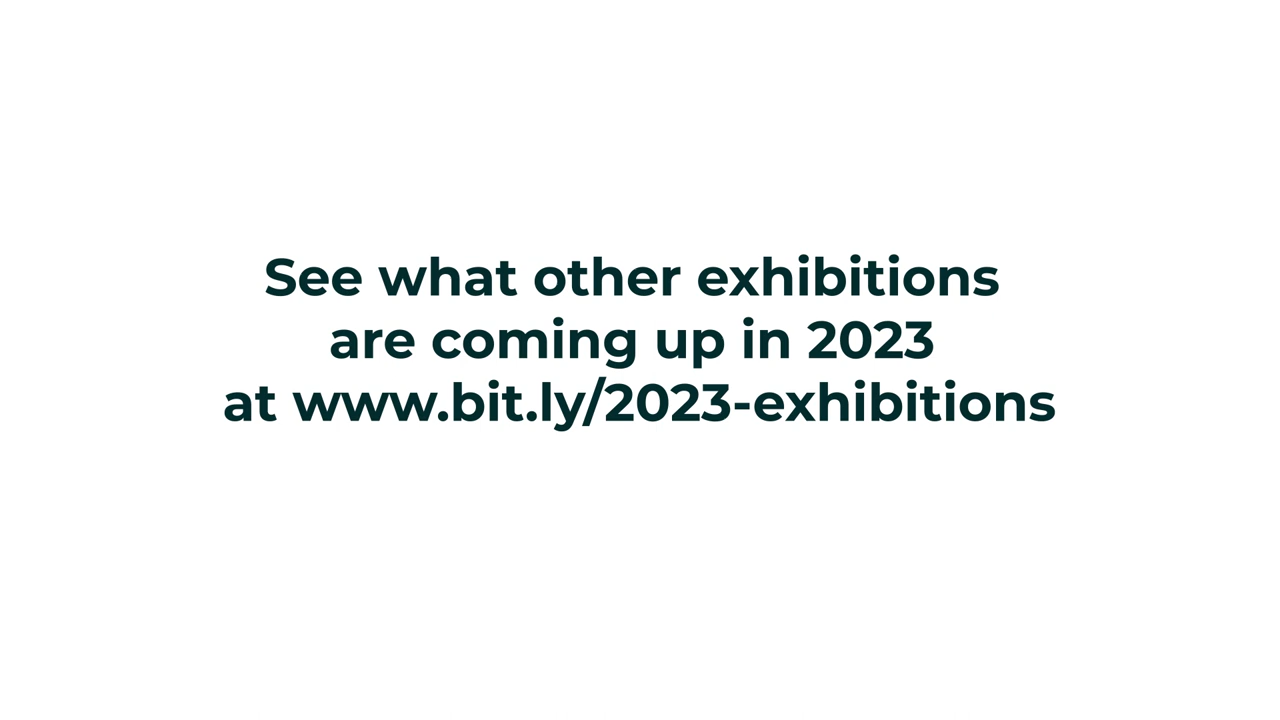 See what other exhibitions
are coming up in 2023
at www.bit.ly/2023-exhibitions